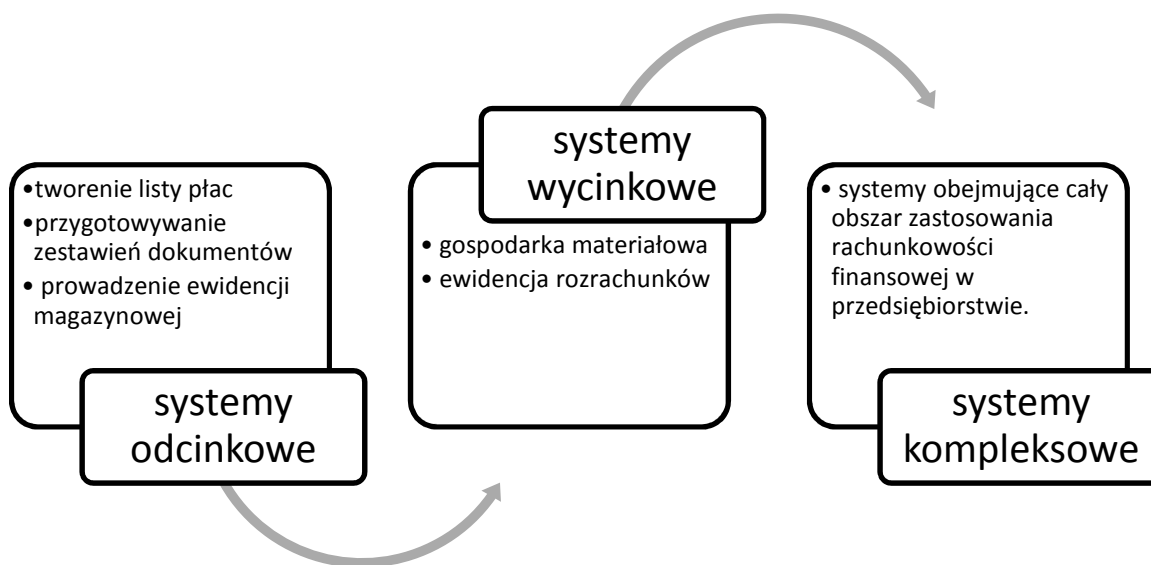 •tworenie listy płac
•przygotowywanie
zestawień dokumentów
• prowadzenie ewidencji
magazynowej
systemy
odcinkowe
systemy
wycinkowe
• gospodarka materiałowa
• ewidencja rozrachunków
• systemy obejmujące cały
obszar zastosowania
rachunkowości
finansowej w
przedsiębiorstwie.
systemy
kompleksowe